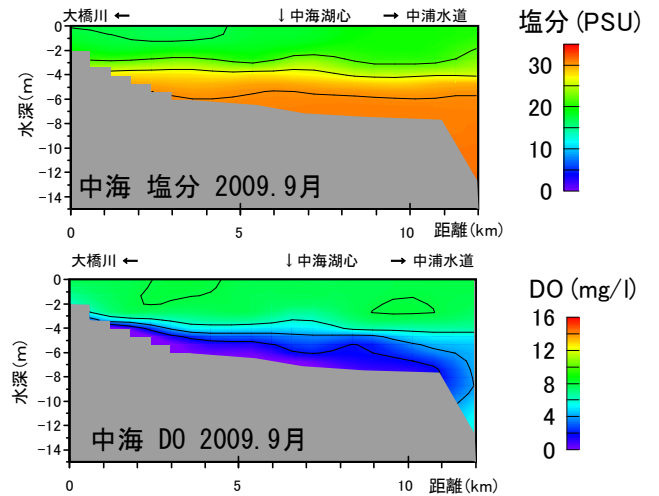 大橋川 ← ↓中海湖心 → 中浦水道
塩分 (PSU)
0
-2
-4
-6
-8
-10
-12
-14
水深(m)
30
20
10
0
中海 塩分 2009.9月
0 5 10 距離(km)
大橋川 ← ↓中海湖心 → 中浦水道
DO (mg/l)
0
-2
-4
-6
-8
-10
-12
-14
水深(m)
16
12
8
4
0
中海 DO 2009.9月
0 5 10 距離(km)